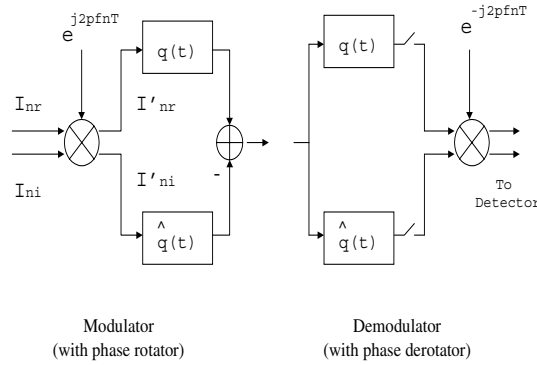 e^j2pfnT
q(t)
Inr
I'nr
Ini
I'ni
-
^q(t)
Modulator
(with phase rotator)
q(t)
e^-j2pfnT
To
Detector
^q(t)
Demodulator
(with phase derotator)